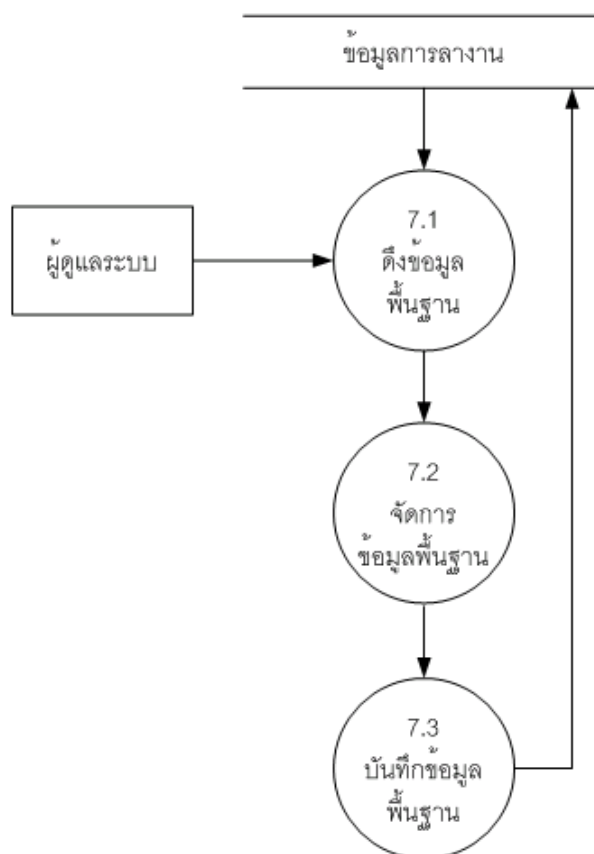 ข้อมูลการลางาน
ผู้ดูแลระบบ
7.1
ดึงข้อมูล
พื้นฐาน
7.2
จัดการ
ข้อมูลพื้นฐาน
7.3
บันทึกข้อมูล
พื้นฐาน